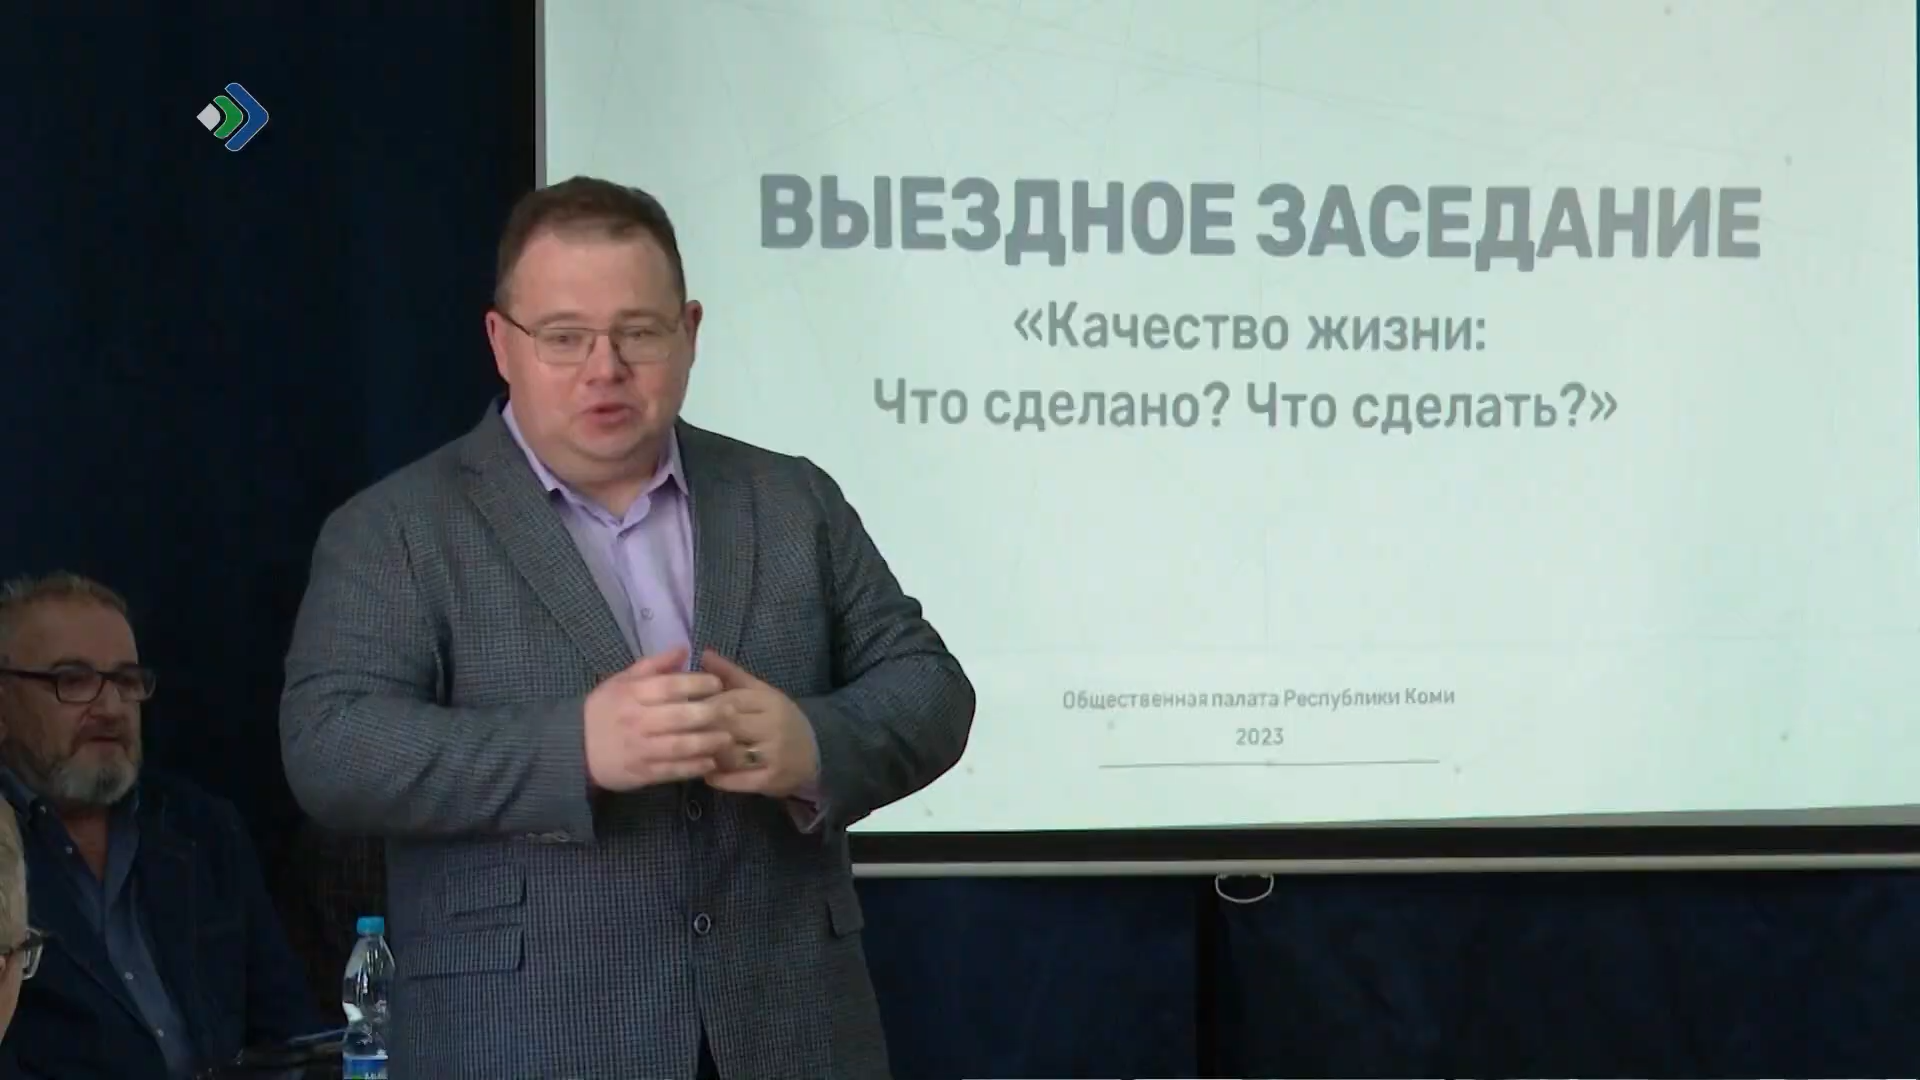 ВЫЕЗДНОЕ ЗАСЕДАНИЕ
«Качество жизни:
Что сделано? Что сделать?»
Общественная палата Республики Коми
2023